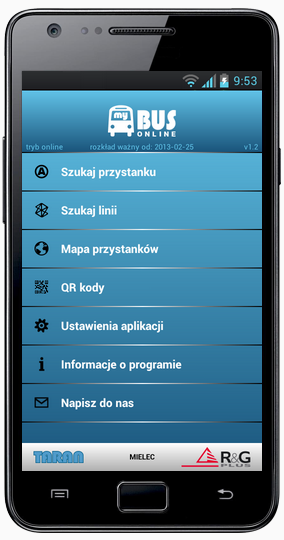 9:53
my
BUS
ONLINE
tryb online rozkład ważny od: 2013-02-25 v1.2
Szukaj przystanku
Szukaj linii
Mapa przystanków
QR kody
Ustawienia aplikacji
Informacje o programie
Napisz do nas
TARAN MIELEC R&G
PLUS